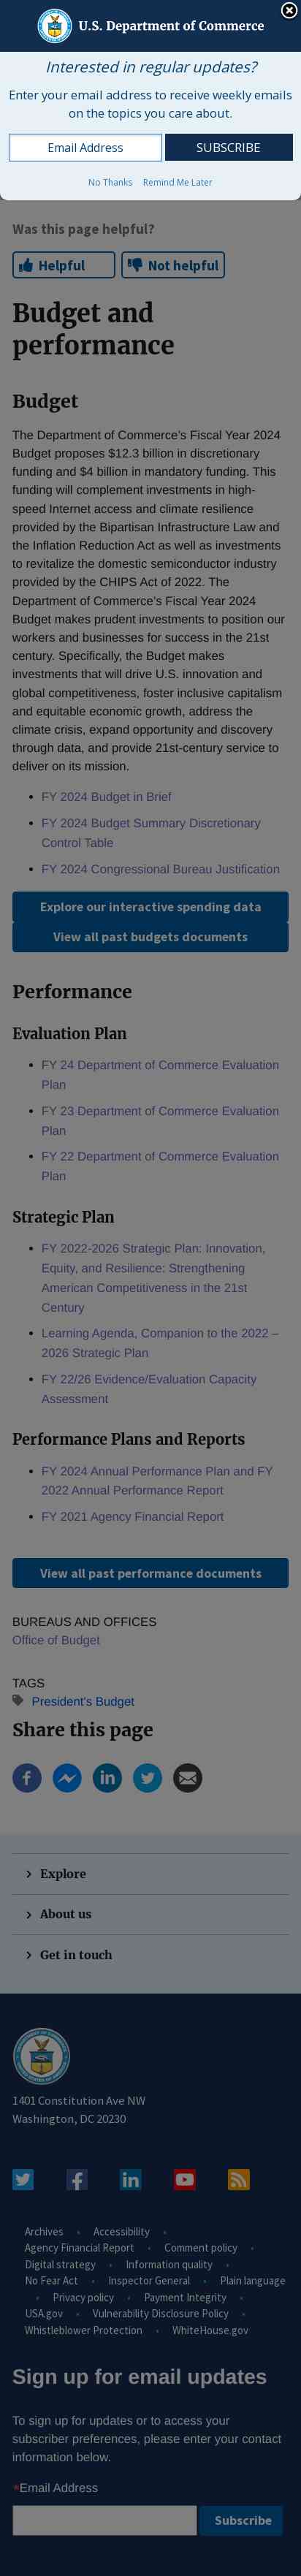 U.S. Department of Commerce
Interested in regular updates?
Enter your email address to receive weekly emails
on the topics you care about.
Email Address
SUBSCRIBE
No Thanks Remind Me Later
Was this page helpful?
Helpful
Not helpful
Budget and
performance
Budget
The Department of Commerce's Fiscal Year 2024
Budget proposes $12.3 billion in discretionary
funding and $4 billion in mandatory funding. This
will complement investments in high-
speed Internet access and climate resilience
provided by the Bipartisan Infrastructure Law and
the Inflation Reduction Act as well as investments
to revitalize the domestic semiconductor industry
provided by the CHIPS Act of 2022. The
Department of Commerce's Fiscal Year 2024
Budget makes prudent investments to position our
workers and businesses for success in the 21st
century. Specifically, the Budget makes
investments that will drive U.S. innovation and
global competitiveness, foster inclusive capitalism
and equitable economic growth, address the
climate crisis, expand opportunity and discovery
through data, and provide 21st-century service to
deliver on its mission.
FY 2024 Budget in Brief
FY 2024 Budget Summary Discretionary
Control Table
FY 2024 Congressional Bureau Justification
Explore our interactive spending data
View all past budgets documents
Performance
Evaluation Plan
FY 24 Department of Commerce Evaluation
Plan
FY 23 Department of Commerce Evaluation
Plan
FY 22 Department of Commerce Evaluation
Plan
Strategic Plan
FY 2022-2026 Strategic Plan: Innovation,
Equity, and Resilience: Strengthening
American Competitiveness in the 21st
Century
Learning Agenda, Companion to the 2022 –
2026 Strategic Plan
FY 22/26 Evidence/Evaluation Capacity
Assessment
Performance Plans and Reports
FY 2024 Annual Performance Plan and FY
2022 Annual Performance Report
FY 2021 Agency Financial Report
View all past performance documents
BUREAUS AND OFFICES
Office of Budget
TAGS
President's Budget
Share this page
Explore
About us
Get in touch
1401 Constitution Ave NW
Washington, DC 20230
Archives • Accessibility •
Agency Financial Report • Comment policy •
Digital strategy • Information quality •
No Fear Act • Inspector General • Plain language
• Privacy policy • Payment Integrity •
USA.gov • Vulnerability Disclosure Policy •
Whistleblower Protection • WhiteHouse.gov
Sign up for email updates
To sign up for updates or to access your
subscriber preferences, please enter your contact
information below.
*Email Address
Subscribe